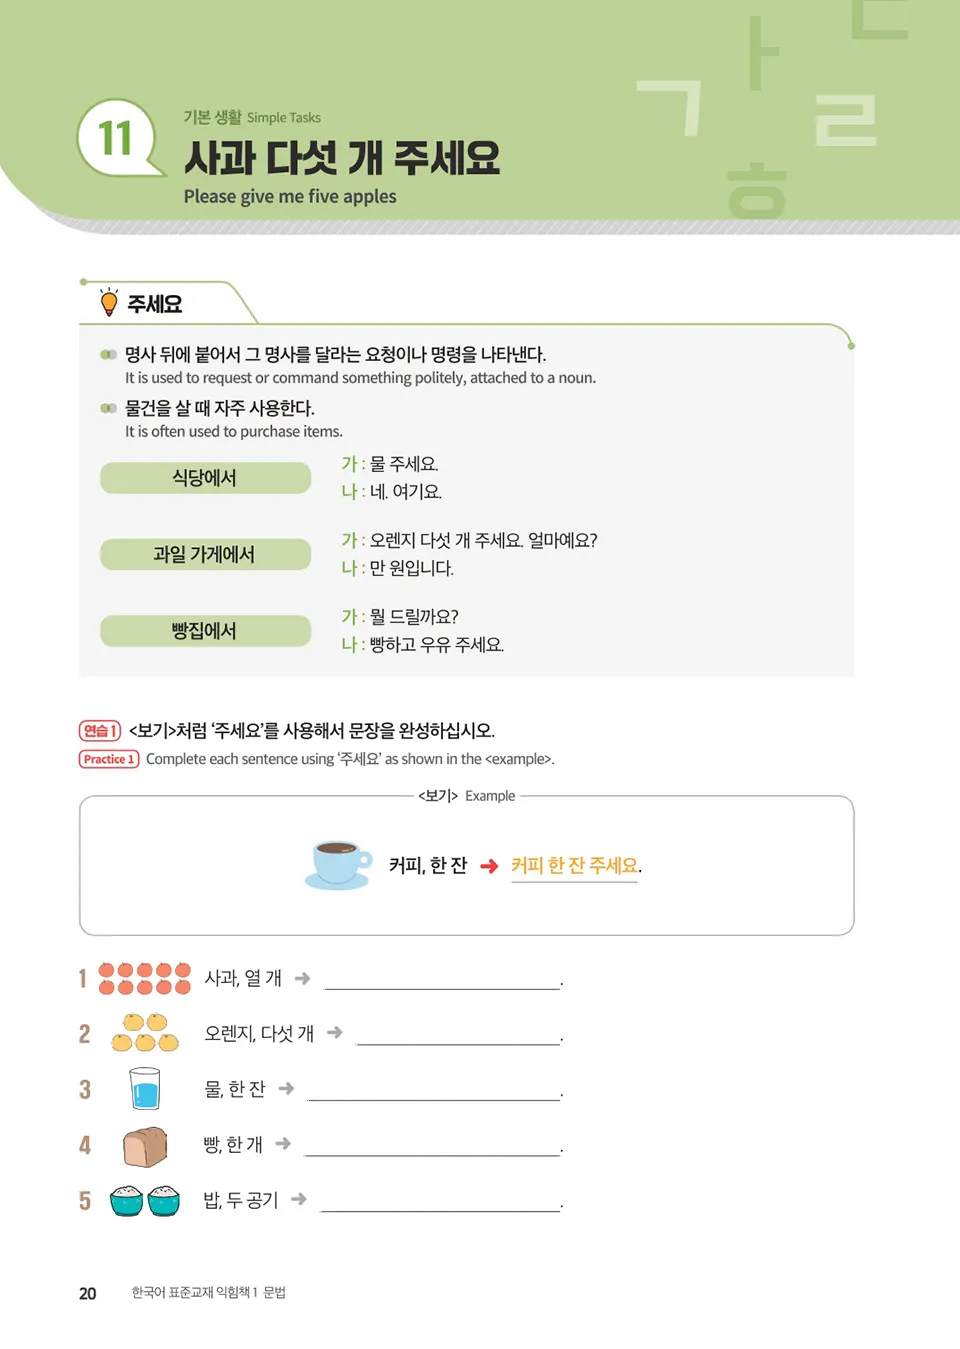 11
기본 생활 Simple Tasks
사과 다섯 개 주세요
Please give me five apples
ㄱ ㅏ ㄴ ㄹ ㅎ
주세요
명사 뒤에 붙어서 그 명사를 달라는 요청이나 명령을 나타낸다.
It is used to request or command something politely, attached to a noun.
물건을 살 때 자주 사용한다.
It is often used to purchase items.
식당에서
가 : 물 주세요.
나 : 네. 여기요.
과일 가게에서
가 : 오렌지 다섯 개 주세요. 얼마예요?
나 : 만 원입니다.
빵집에서
가 : 뭘 드릴까요?
나 : 빵하고 우유 주세요.
연습 1 <보기>처럼 ‘주세요’를 사용해서 문장을 완성하십시오.
Practice 1 Complete each sentence using ‘주세요’ as shown in the <example>.
<보기> Example
커피, 한 잔 ➜ 커피 한 잔 주세요.
1 사과, 열 개 ➜ .
2 오렌지, 다섯 개 ➜ .
3 물, 한 잔 ➜ .
4 빵, 한 개 ➜ .
5 밥, 두 공기 ➜ .
20 한국어 표준교재 익힘책 1 문법